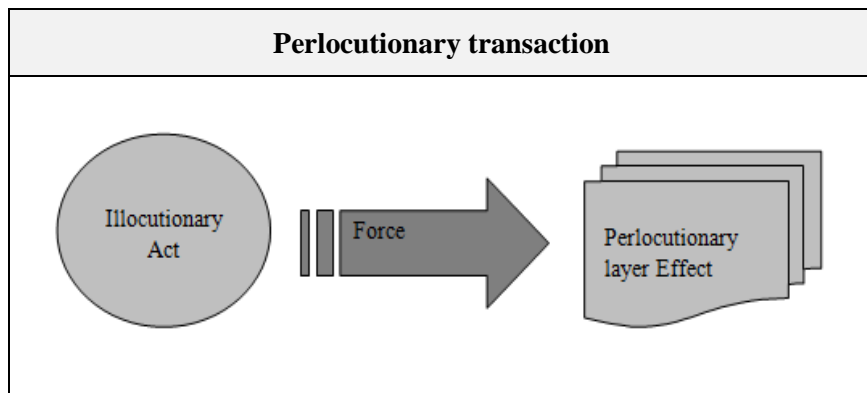 Perlocutionary transaction
Illocutionary
Act
Force
Perlocutionary
layer Effect